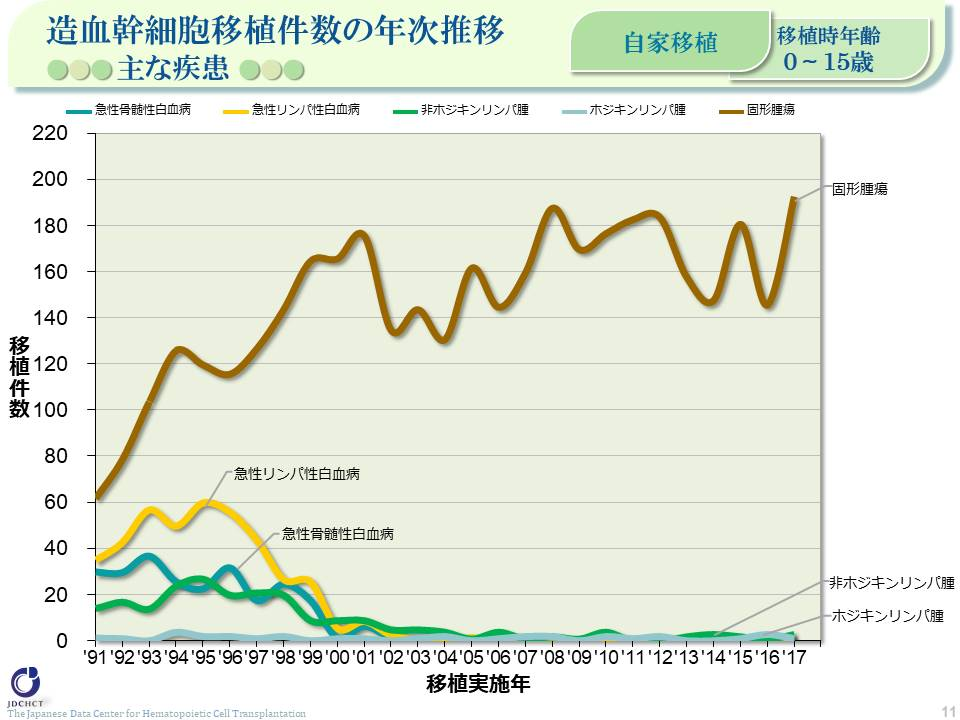 造血幹細胞移植件数の年次推移
主な疾患
自家移植
移植時年齢
0～15歳
急性骨髄性白血病 急性リンパ性白血病 非ホジキンリンパ腫 ホジキンリンパ腫 固形腫瘍
220
200
180
160
140
120
100
80
60
40
20
0
移植件数
固形腫瘍
急性リンパ性白血病
急性骨髄性白血病
非ホジキンリンパ腫
ホジキンリンパ腫
'91 '92 '93 '94 '95 '96 '97 '98 '99 '00 '01 '02 '03 '04 '05 '06 '07 '08 '09 '10 '11 '12 '13 '14 '15 '16 '17
移植実施年
JDCHCT
The Japanese Data Center for Hematopoietic Cell Transplantation
11